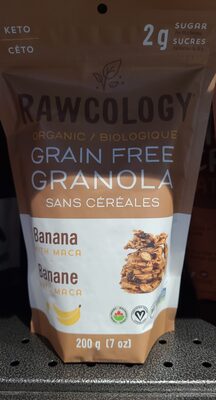 KETO
CÉTO
2g SUGAR
SUCRES
RAWCOLOGY
ORGANIC / BIOLOGIQUE
GRAIN FREE
GRANOLA
SANS CÉRÉALES
Banana
WITH MACA
Banane
MACA
200 g (7 oz)